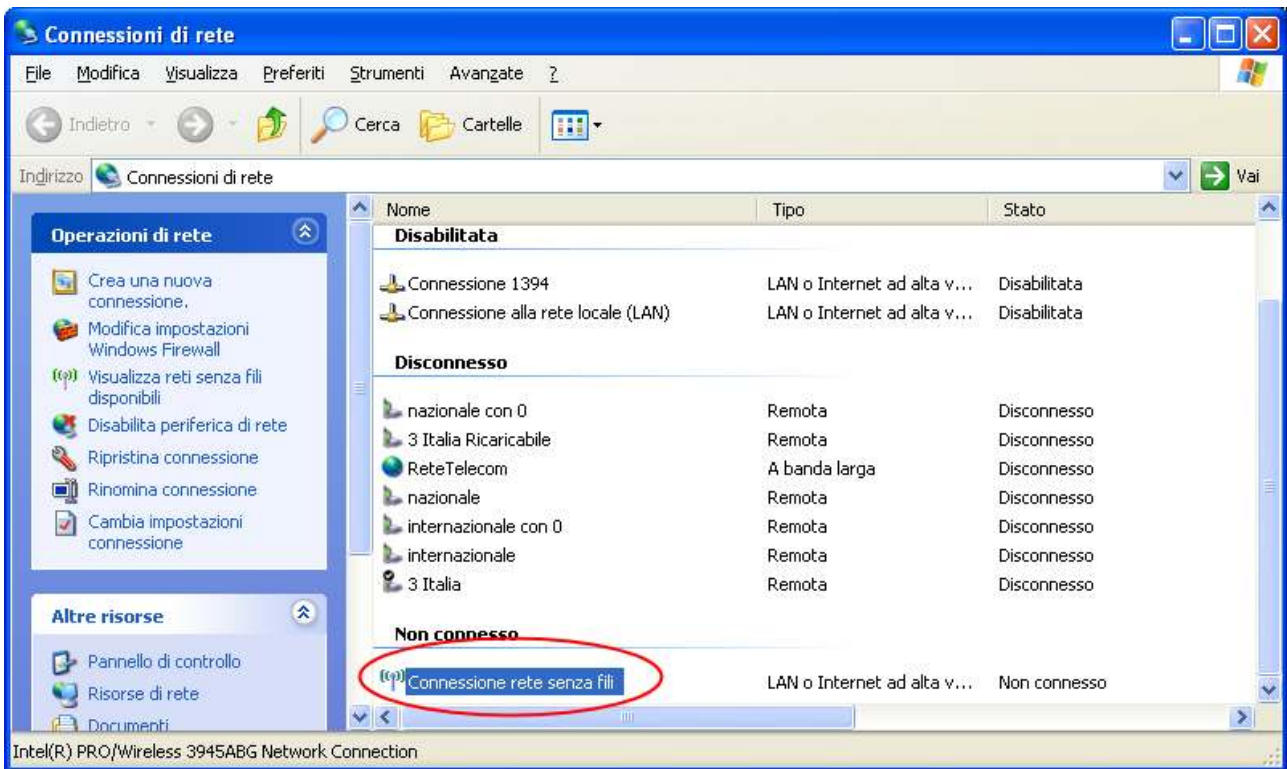 Connessioni di rete
File Modifica Visualizza Preferiti Strumenti Avanzate ?
Indietro Cerca Cartelle
Indirizzo Connessioni di rete Vai
Operazioni di rete
Crea una nuova
connessione.
Modifica impostazioni
Windows Firewall
Visualizza reti senza fili
disponibili
Disabilita periferica di rete
Ripristina connessione
Rinomina connessione
Cambia impostazioni
connessione
Altre risorse
Pannello di controllo
Risorse di rete
Documenti
Nome Tipo Stato
Disabilitata
Connessione 1394 LAN o Internet ad alta v... Disabilitata
Connessione alla rete locale (LAN) LAN o Internet ad alta v... Disabilitata
Disconnesso
nazionale con 0 Remota Disconnesso
3 Italia Ricaricabile Remota Disconnesso
ReteTelecom A banda larga Disconnesso
nazionale Remota Disconnesso
internazionale con 0 Remota Disconnesso
internazionale Remota Disconnesso
3 Italia Remota Disconnesso
Non connesso
Connessione rete senza fili LAN o Internet ad alta v... Non connesso
Intel(R) PRO/Wireless 3945ABG Network Connection